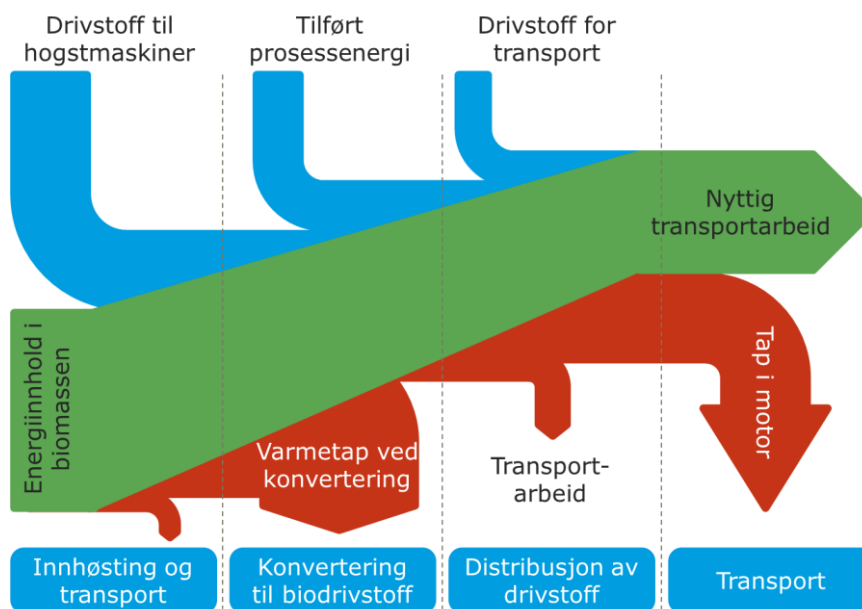 Drivstoff til
hogstmaskiner
Tilført
prosessenergi
Drivstoff for
transport
Nyttig
transportarbeid
Energiinnhold i
biomassen
Varmetap ved
konvertering
Transport-
arbeid
Tap i motor
Innhøsting og
transport
Konvertering
til biodrivstoff
Distribusjon av
drivstoff
Transport